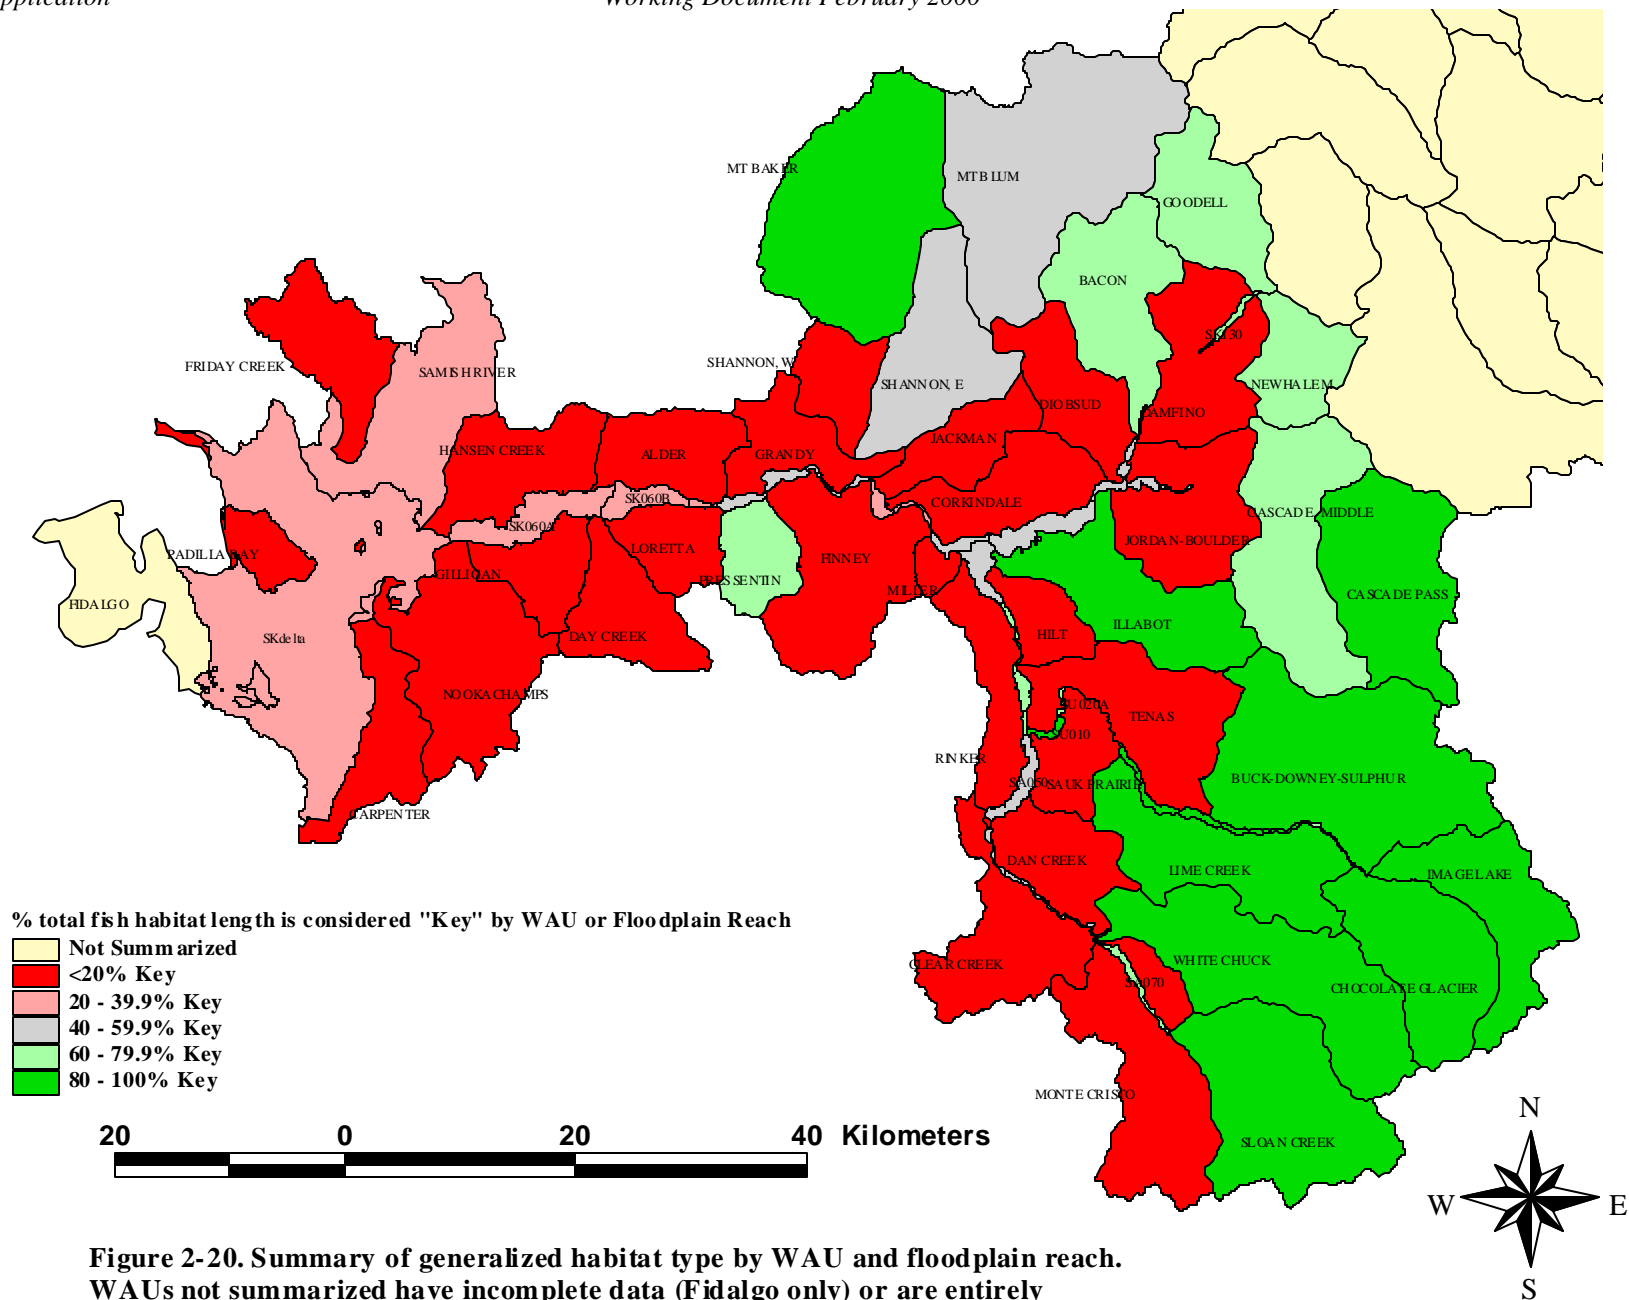 pplication
Working Document February 2000
MT BAKER
MT BLUM
GOODELL
BACON
FRIDAY CREEK
SAMISH RIVER
SHANNON, W
SHANNON, E
SK130
NEWHALEM
DIOBSUD
DAMFINO
HANSEN CREEK
ALDER
GRANDY
JACKMAN
SK060B
CORKINDALE
SK060A
CASCADE, MIDDLE
PADILLA BAY
GILLIGAN
LORETTA
PRESSENTIN
FINNEY
MILLER
JORDAN-BOULDER
CASCADE PASS
FIDALGO
SKdelta
DAY CREEK
HILT
ILLABOT
NOOKACHAMPS
SU020A
TENAS
SU010
RINKER
SA050
SAUK PRAIRIE
BUCK-DOWNEY-SULPHUR
CARPENTER
DAN CREEK
LIME CREEK
IMAGE LAKE
CLEAR CREEK
SA070
WHITE CHUCK
CHOCOLATE GLACIER
MONTE CRISTO
SLOAN CREEK
% total fish habitat length is considered "Key" by WAU or Floodplain Reach
Not Summarized
<20% Key
20 - 39.9% Key
40 - 59.9% Key
60 - 79.9% Key
80 - 100% Key
20 0 20 40 Kilometers
N
W E
S
Figure 2-20. Summary of generalized habitat type by WAU and floodplain reach.
WAUs not summarized have incomplete data (Fidalgo only) or are entirely